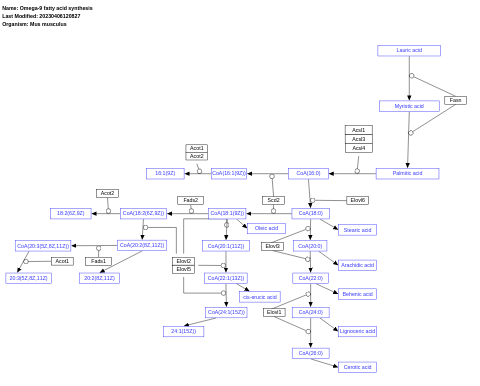 Name: Omega-9 fatty acid synthesis
Last Modified: 20230406120827
Organism: Mus musculus
Lauric acid
Fasn
Myristic acid
Acsl1
Acsl3
Acsl4
Acot1
Acot2
16:1(9Z)
CoA(16:1(9Z))
CoA(16:0)
Palmitic acid
Acot2
Fads2
Scd2
Elovl6
18:2(6Z,9Z)
CoA(18:2(6Z,9Z)
CoA(18:1(9Z))
CoA(18:0)
Oleic acid
Stearic acid
CoA(20:3(5Z,8Z,11Z))
CoA(20:2(8Z,11Z)
CoA(20:1(11Z)
Elovl3
CoA(20:0)
Acot1
Fads1
Elovl2
Elovl5
Arachidic acid
20:3(5Z,8Z,11Z)
20:2(8Z,11Z)
CoA(22:1(13Z)
CoA(22:0)
cis-erucic acid
Behenic acid
CoA(24:1(15Z))
Elovl1
CoA(24:0)
24:1(15Z)
Lignoceric acid
CoA(26:0)
Cerotic acid